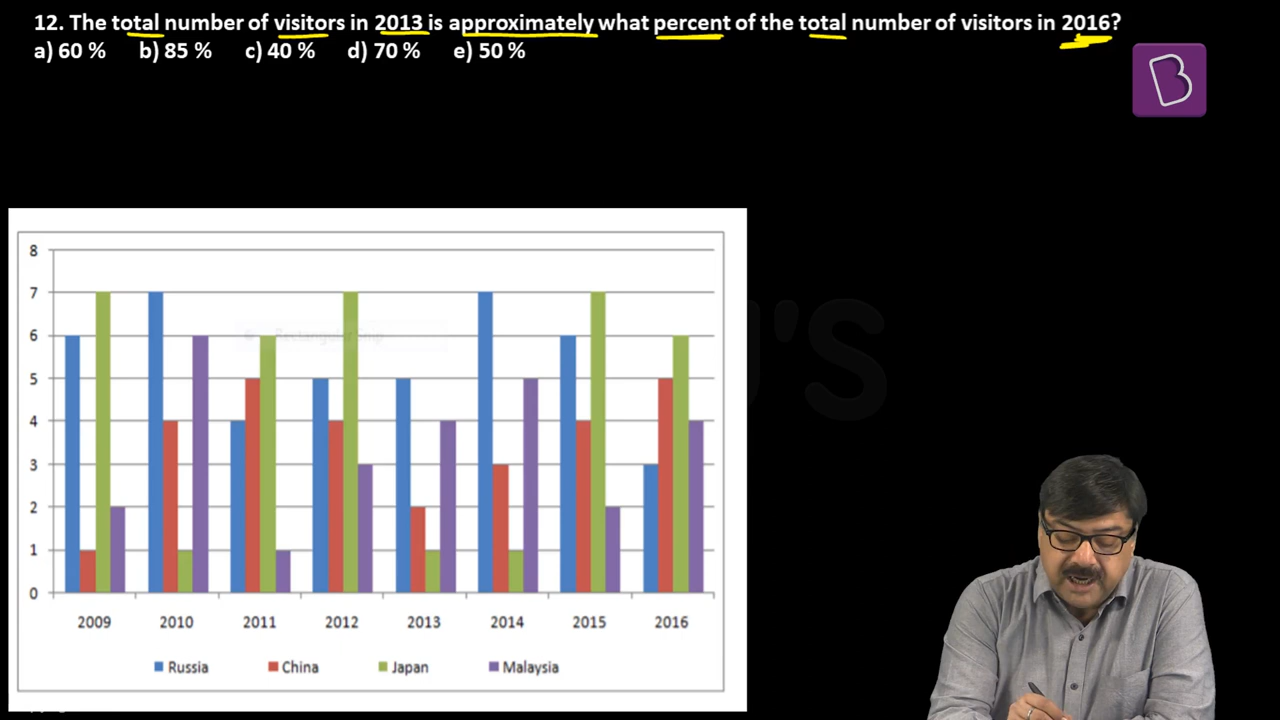 12. The total number of visitors in 2013 is approximately what percent of the total number of visitors in 2016?
a) 60 % b) 85 % c) 40 % d) 70 % e) 50 %
B
U'S
8
7
6
5
4
3
2
1
0
Rectangular Snip
2009 2010 2011 2012 2013 2014 2015 2016
Russia China Japan Malaysia